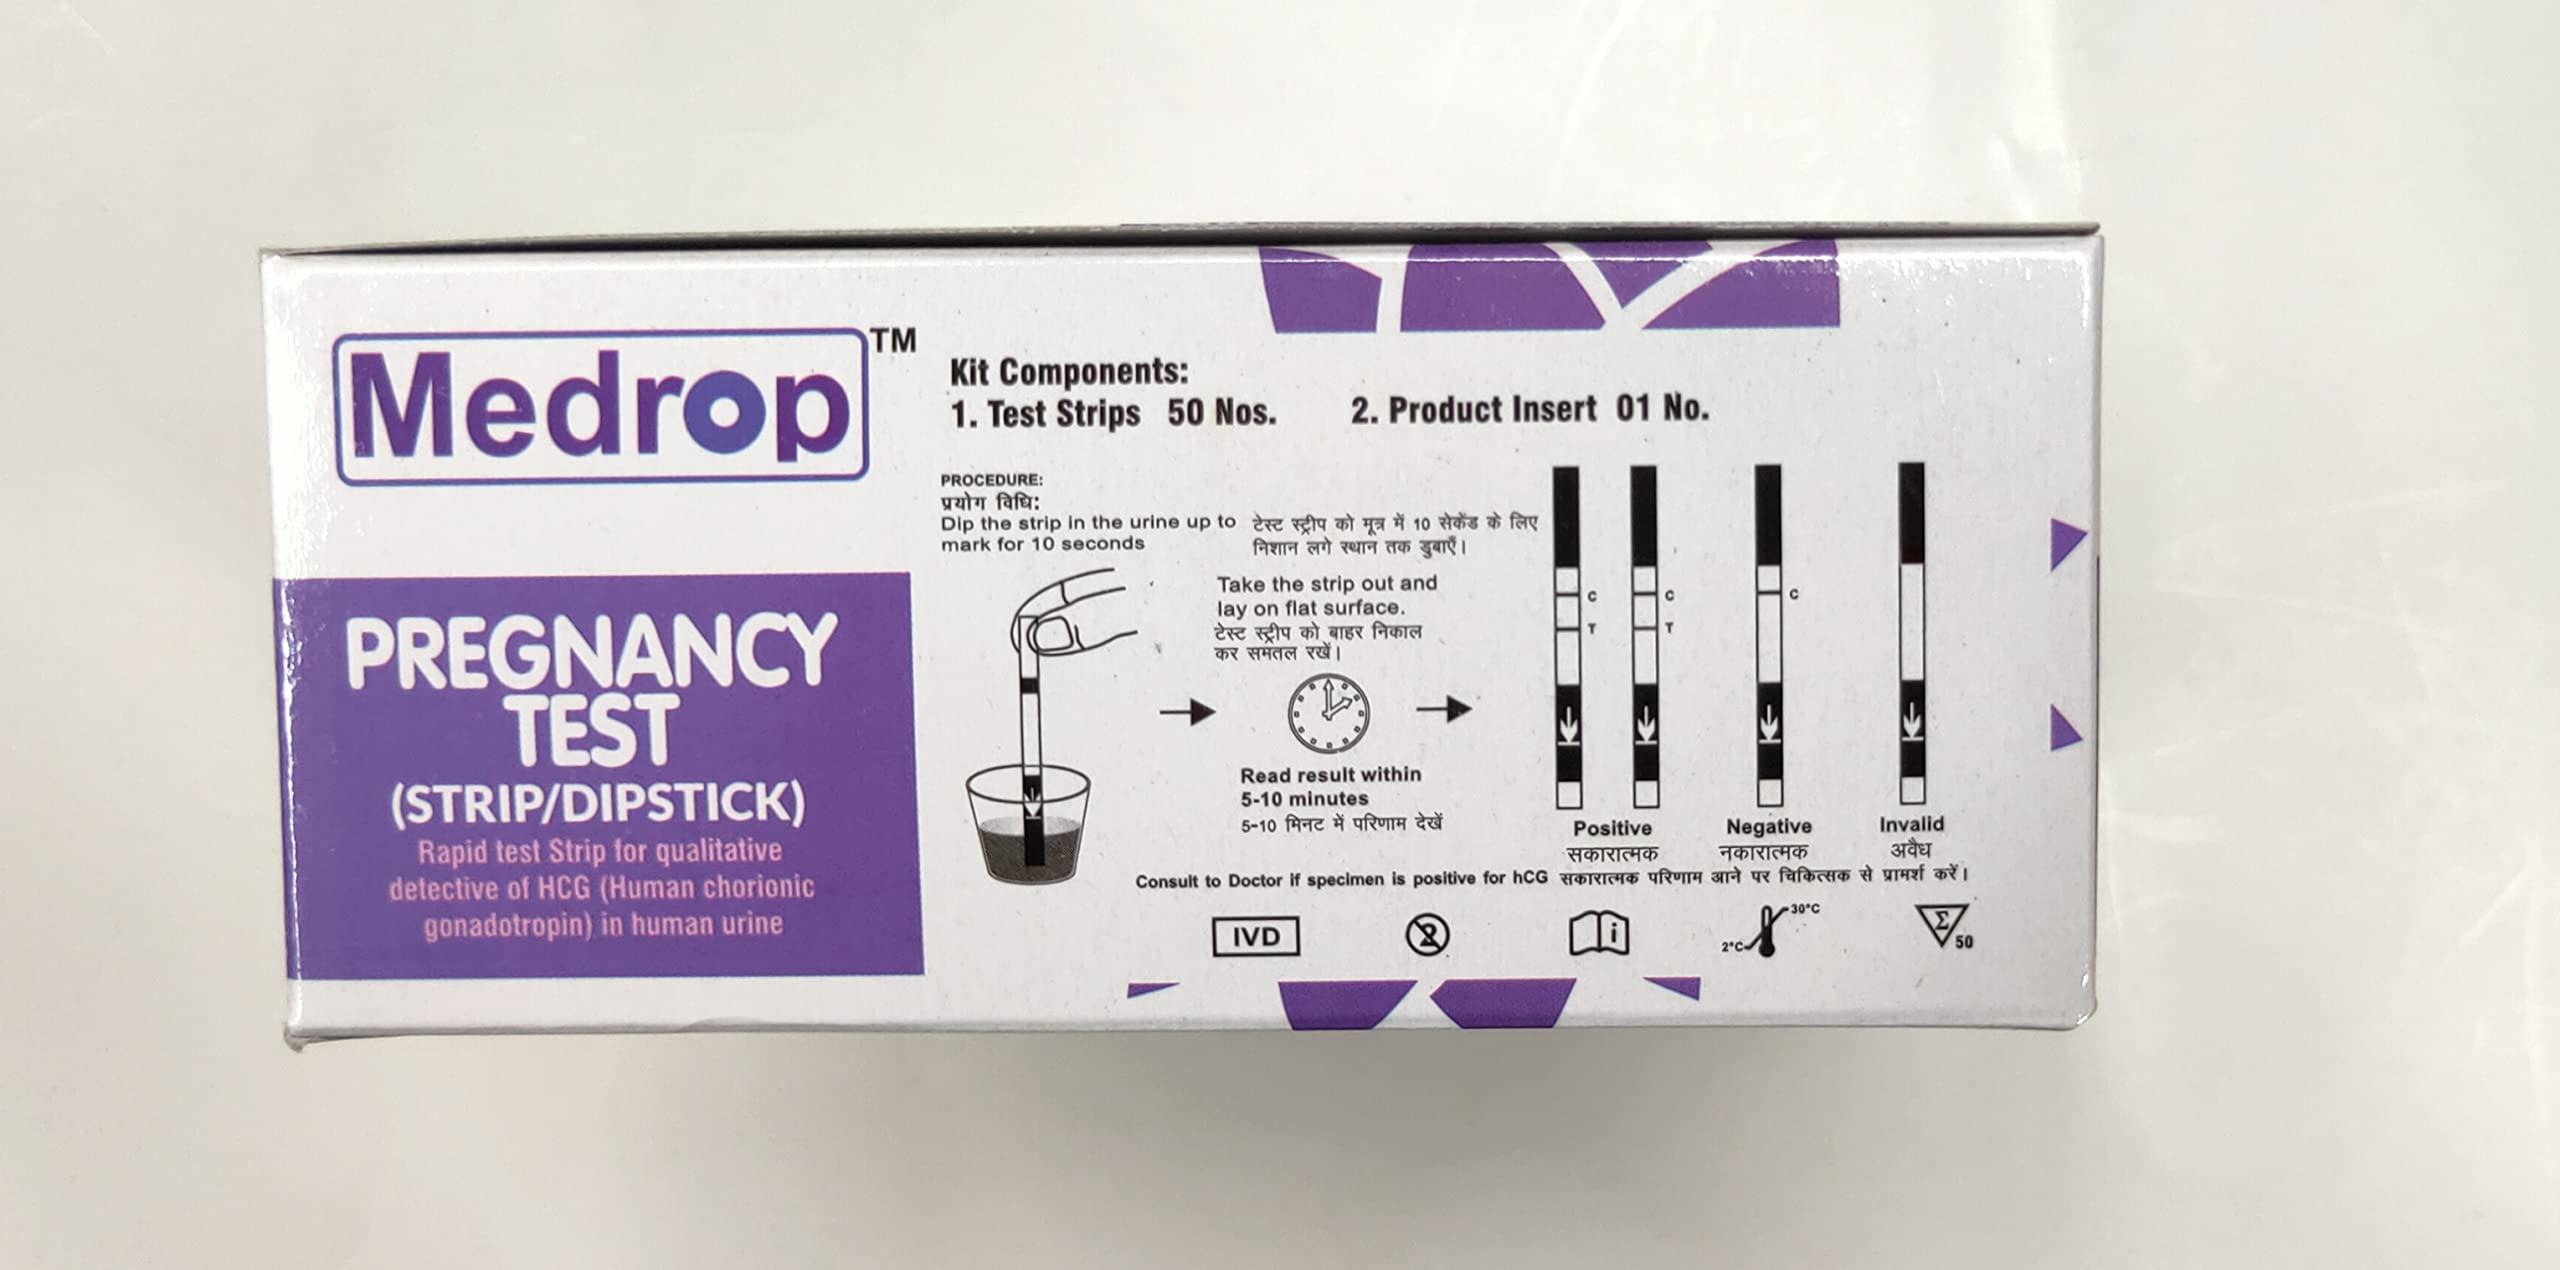 Medrop™
PREGNANCY
TEST
(STRIP/DIPSTICK)
Rapid test Strip for qualitative
detective of HCG (Human chorionic
gonadotropin) in human urine
Kit Components:
1. Test Strips 50 Nos. 2. Product Insert 01 No.
PROCEDURE:
प्रयोग विधि:
Dip the strip in the urine up to
mark for 10 seconds
टेस्ट स्ट्रीप को मूत्र में 10 सेकेंड के लिए
निशान लगे स्थान तक डुबाएँ।
Take the strip out and
lay on flat surface.
टेस्ट स्ट्रीप को बाहर निकाल
कर समतल रखें।
Read result within
5-10 minutes
5-10 मिनट में परिणाम देखें
C
T
C
T
C
Positive
सकारात्मक
Negative
नकारात्मक
Invalid
अवैध
Consult to Doctor if specimen is positive for hCG सकारात्मक परिणाम आने पर चिकित्सक से प्रामर्श करें।
IVD
2
i
2°C
30°C
Σ
50